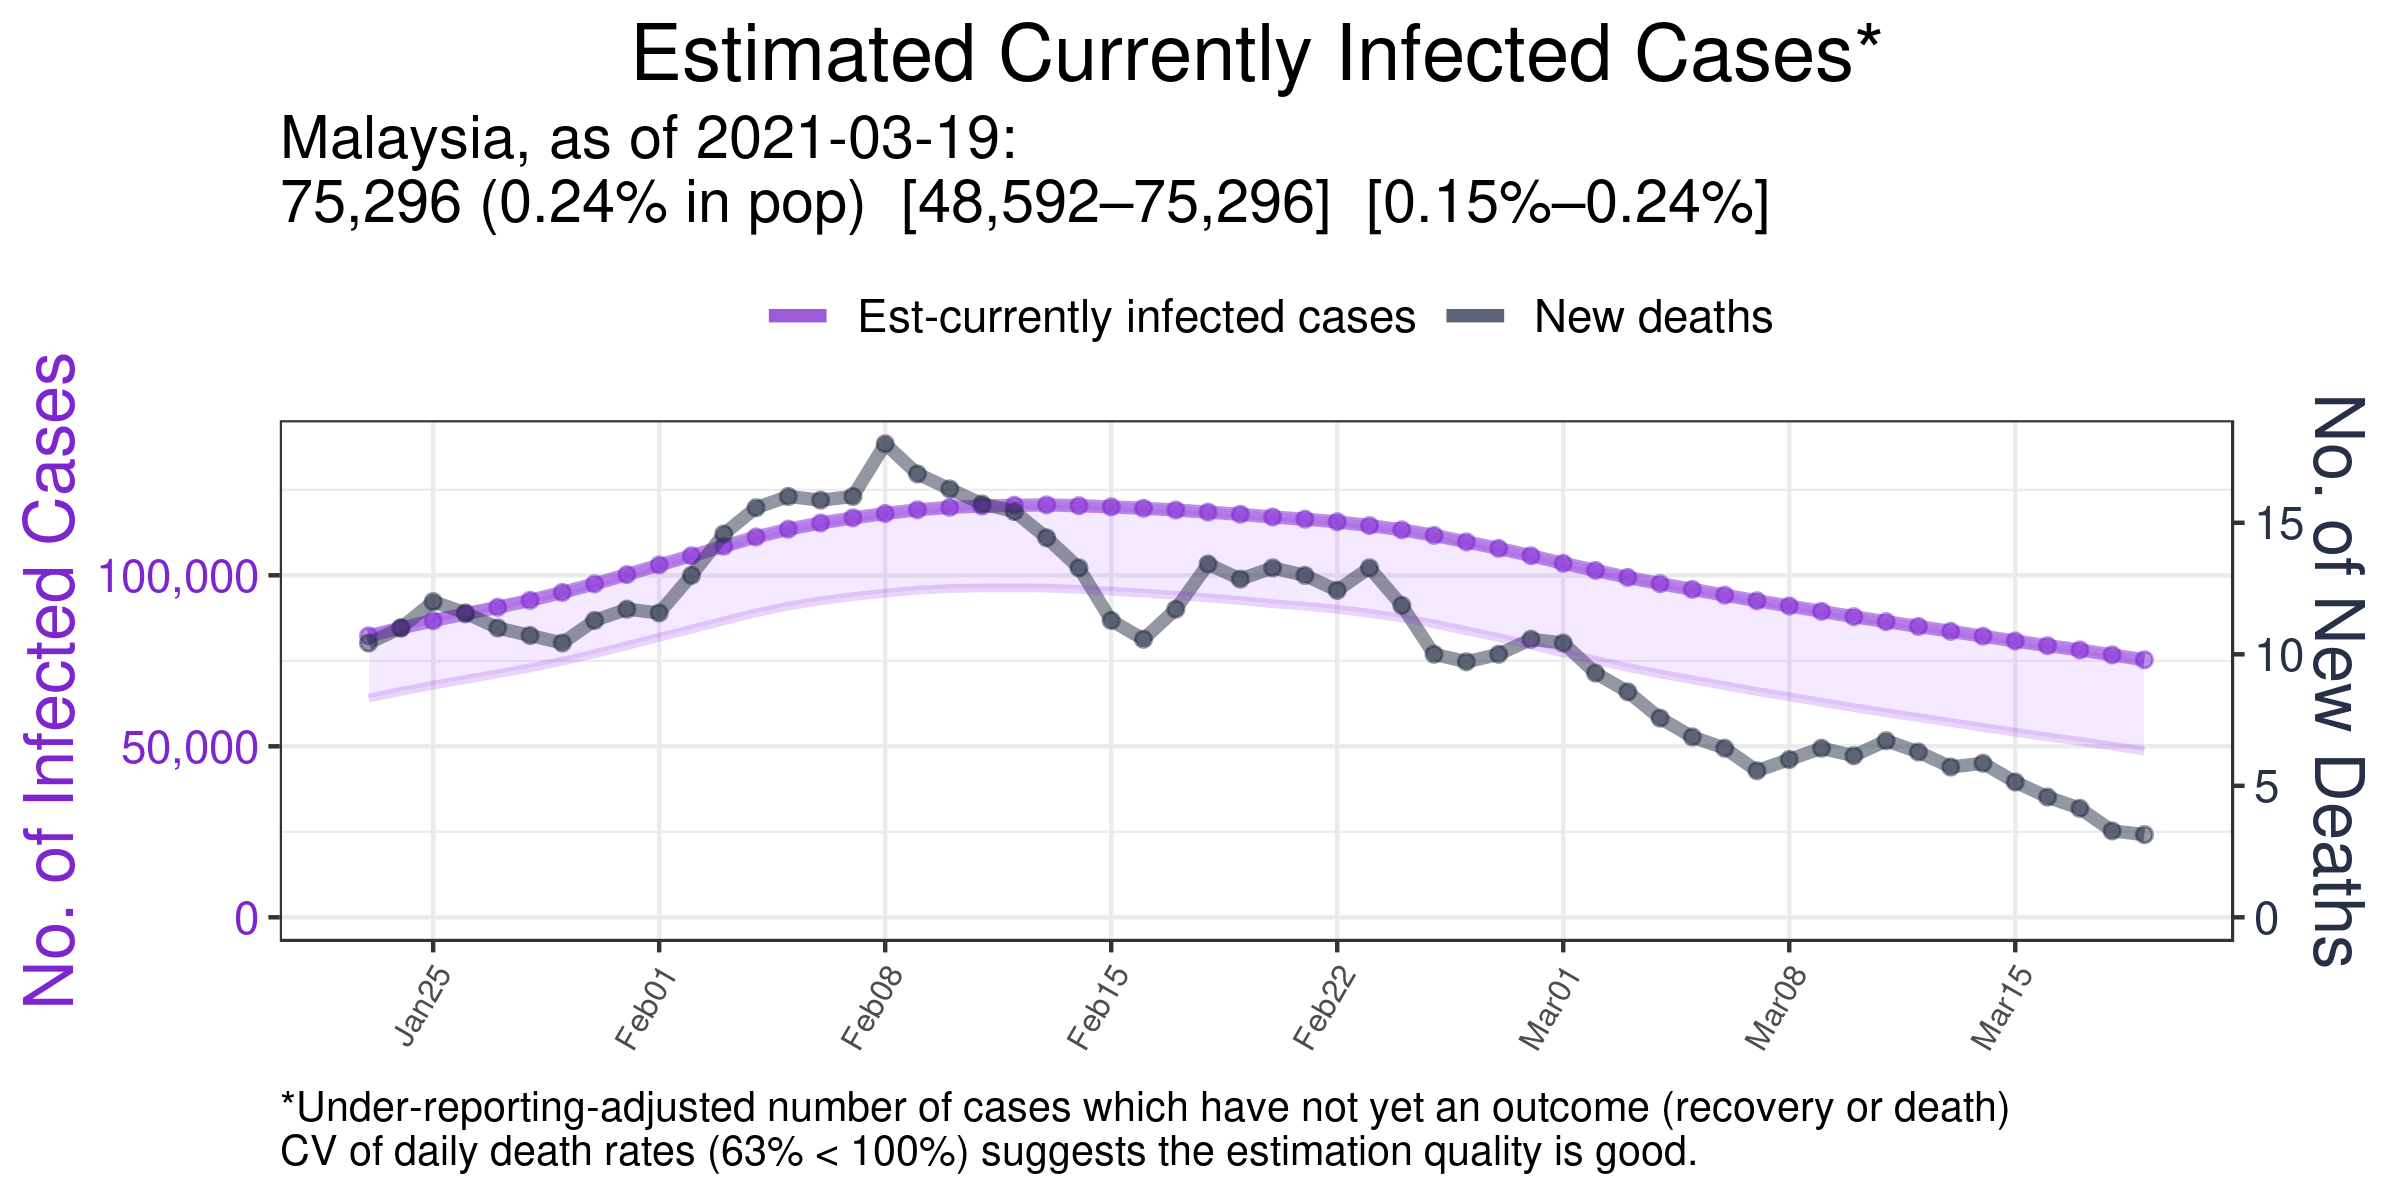 Estimated Currently Infected Cases*
Malaysia, as of 2021-03-19:
75,296 (0.24% in pop)  [48,592–75,296]  [0.15%–0.24%]
Est-currently infected cases
New deaths
No. of Infected Cases
100,000
50,000
0
No. of New Deaths
15
10
5
0
Jan25
Feb01
Feb08
Feb15
Feb22
Mar01
Mar08
Mar15
*Under-reporting-adjusted number of cases which have not yet an outcome (recovery or death)
CV of daily death rates (63% < 100%) suggests the estimation quality is good.